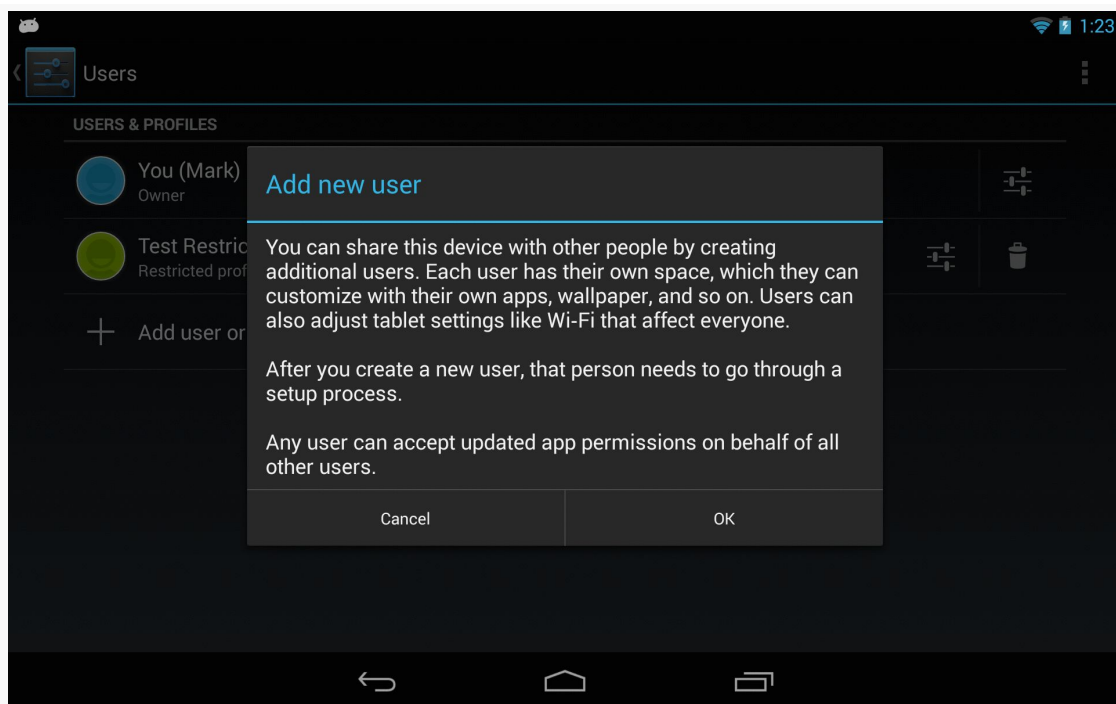 1:23
Users
USERS & PROFILES
You (Mark)
Owner
Test Restric
Restricted prof
Add user or
Add new user
You can share this device with other people by creating
additional users. Each user has their own space, which they can
customize with their own apps, wallpaper, and so on. Users can
also adjust tablet settings like Wi-Fi that affect everyone.
After you create a new user, that person needs to go through a
setup process.
Any user can accept updated app permissions on behalf of all
other users.
Cancel
OK